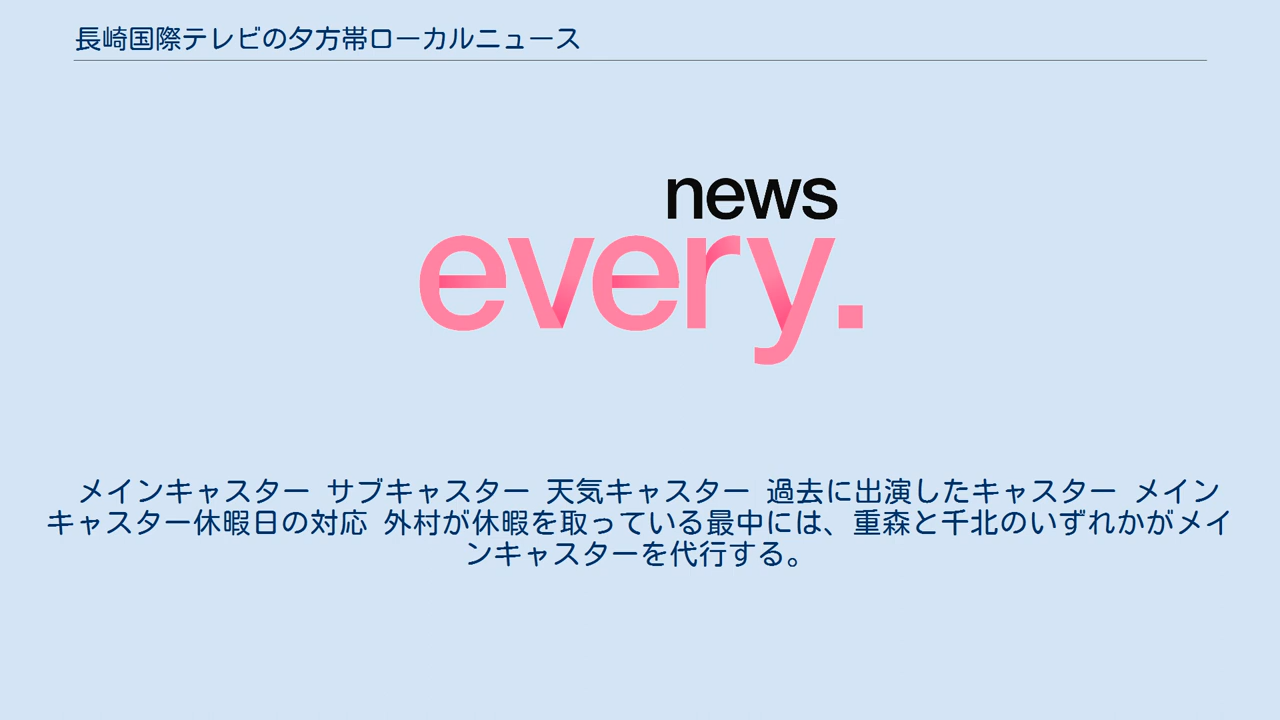 長崎国際テレビの夕方帯ローカルニュース
news
every.
メインキャスター サブキャスター 天気キャスター 過去に出演したキャスター メイン
キャスター休暇日の対応 外村が休暇を取っている最中には、重森と千北のいずれかがメイ
ンキャスターを代行する。